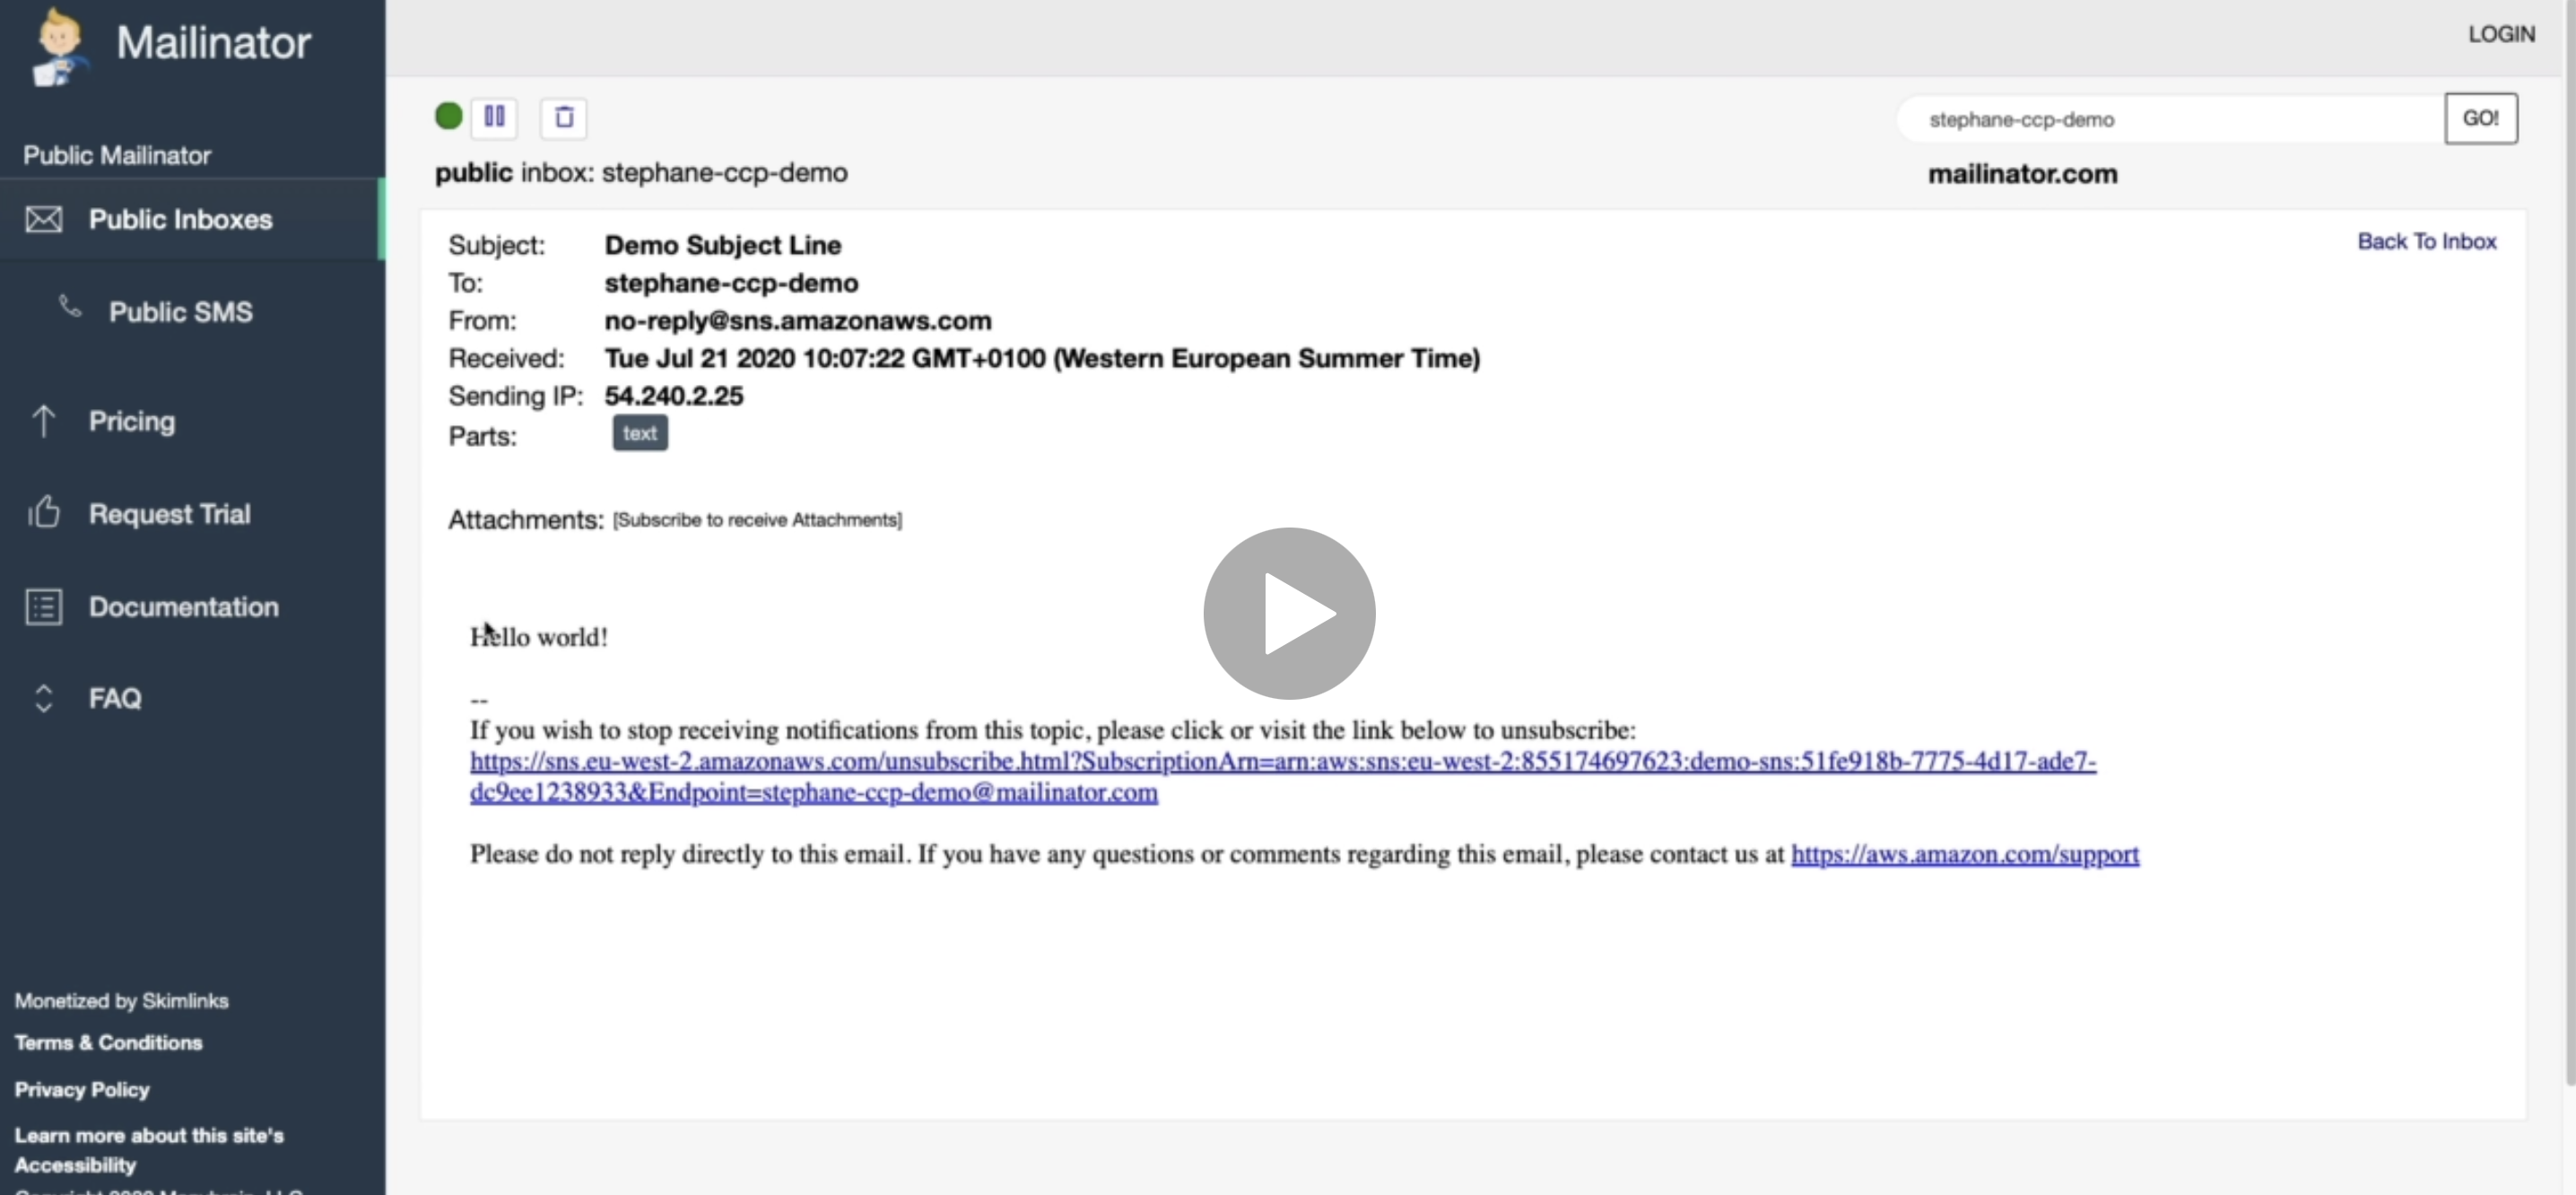 Mailinator
LOGIN
stephane-ccp-demo
GO!
Public Mailinator
public inbox: stephane-ccp-demo
mailinator.com
Public Inboxes
Public SMS
Pricing
Request Trial
Documentation
FAQ
Subject: Demo Subject Line
Back To Inbox
To: stephane-ccp-demo
From: no-reply@sns.amazonaws.com
Received: Tue Jul 21 2020 10:07:22 GMT+0100 (Western European Summer Time)
Sending IP: 54.240.2.25
Parts: text
Attachments: [Subscribe to receive Attachments]
Hello world!
--
If you wish to stop receiving notifications from this topic, please click or visit the link below to unsubscribe:
https://sns.eu-west-2.amazonaws.com/unsubscribe.html?SubscriptionArn=arn:aws:sns:eu-west-2:855174697623:demo-sns:51fe918b-7775-4d17-ade7-
dc9ee1238933&Endpoint=stephane-ccp-demo@mailinator.com
Please do not reply directly to this email. If you have any questions or comments regarding this email, please contact us at https://aws.amazon.com/support
Monetized by Skimlinks
Terms & Conditions
Privacy Policy
Learn more about this site's
Accessibility